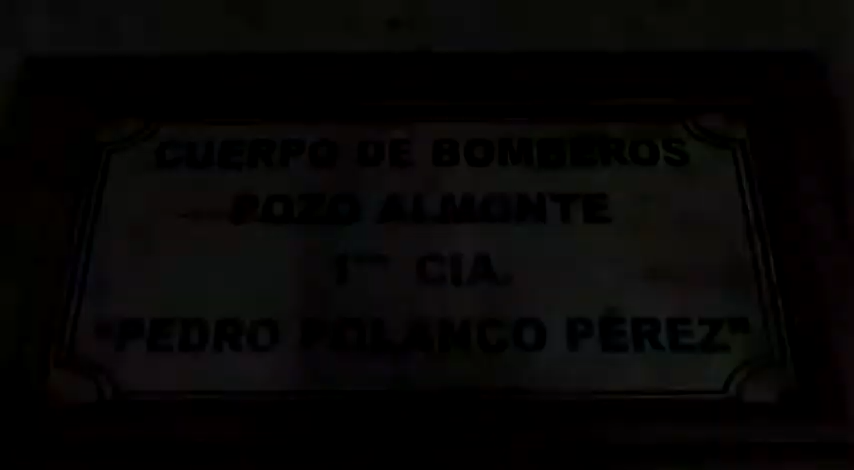 CUERPO DE BOMBEROS
POZO ALMONTE
1ra CIA.
"PEDRO POLANCO PÉREZ"